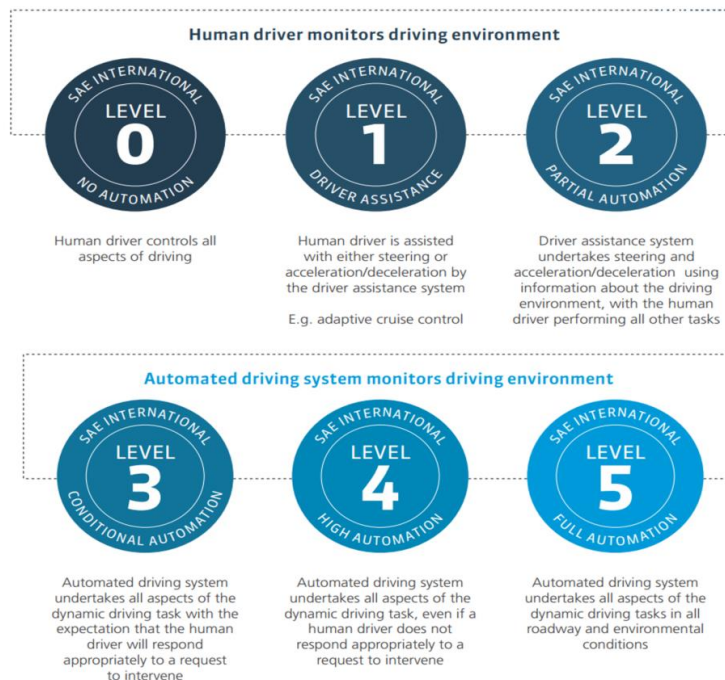 Human driver monitors driving environment
SAE INTERNATIONAL
LEVEL
0
NO AUTOMATION
SAE INTERNATIONAL
LEVEL
1
DRIVER ASSISTANCE
SAE INTERNATIONAL
LEVEL
2
PARTIAL AUTOMATION
Human driver controls all
aspects of driving
Human driver is assisted
with either steering or
acceleration/deceleration by
the driver assistance system
E.g. adaptive cruise control
Driver assistance system
undertakes steering and
acceleration/deceleration using
information about the driving
environment, with the human
driver performing all other tasks
Automated driving system monitors driving environment
SAE INTERNATIONAL
LEVEL
3
CONDITIONAL AUTOMATION
SAE INTERNATIONAL
LEVEL
4
HIGH AUTOMATION
SAE INTERNATIONAL
LEVEL
5
FULL AUTOMATION
Automated driving system
undertakes all aspects of the
dynamic driving task with the
expectation that the human
driver will respond
appropriately to a request
to intervene
Automated driving system
undertakes all aspects of the
dynamic driving task, even if a
human driver does not
respond appropriately to a
request to intervene
Automated driving system
undertakes all aspects of the
dynamic driving tasks in all
roadway and environmental
conditions